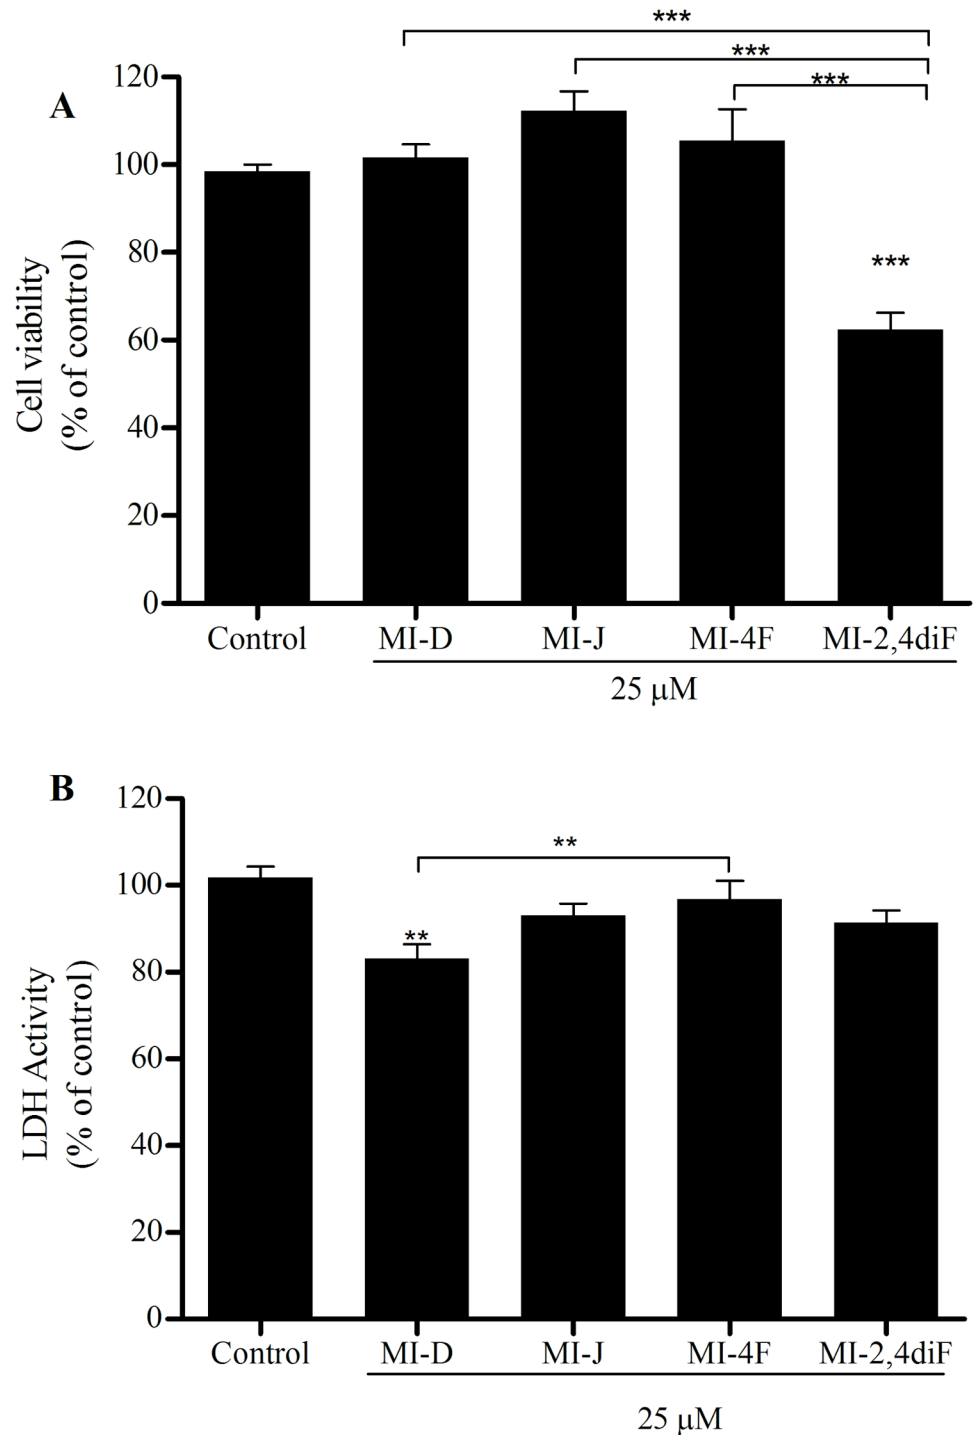 ***
***
***
A
120
100
80
60
40
20
0
Cell viability
(% of control)
***
Control MI-D MI-J MI-4F MI-2,4diF
25 μM
B
120
100
80
60
40
20
0
LDH Activity
(% of control)
**
**
Control MI-D MI-J MI-4F MI-2,4diF
25 μM